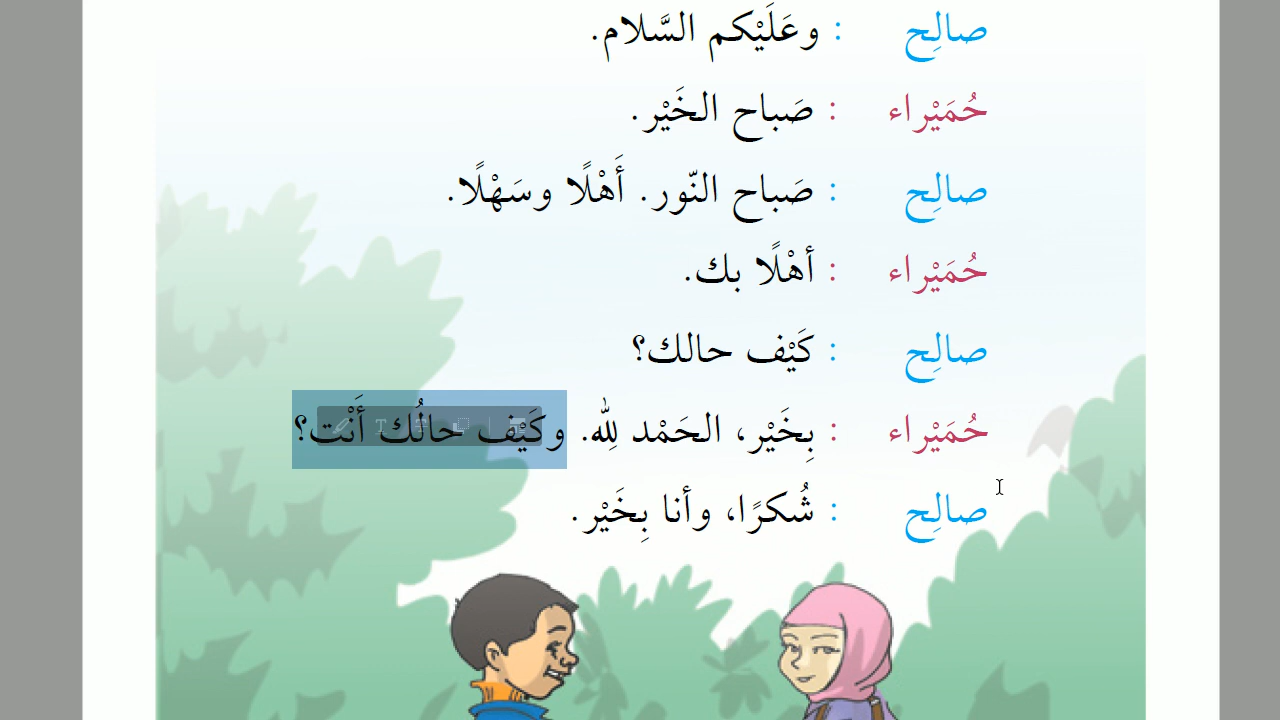 صالِح : وعَلَيْكم السَّلام.
حُمَيْراء : صَباح الخَيْر.
صالِح : صَباح النّور. أَهْلًا وسَهْلًا.
حُمَيْراء : أهْلًا بك.
صالِح : كَيْف حالك؟
حُمَيْراء : بِخَيْر، الحَمْد لِلّٰه. وكَيْف حالُك أَنْت؟
صالِح : شُكرًا، وأنا بِخَيْر.